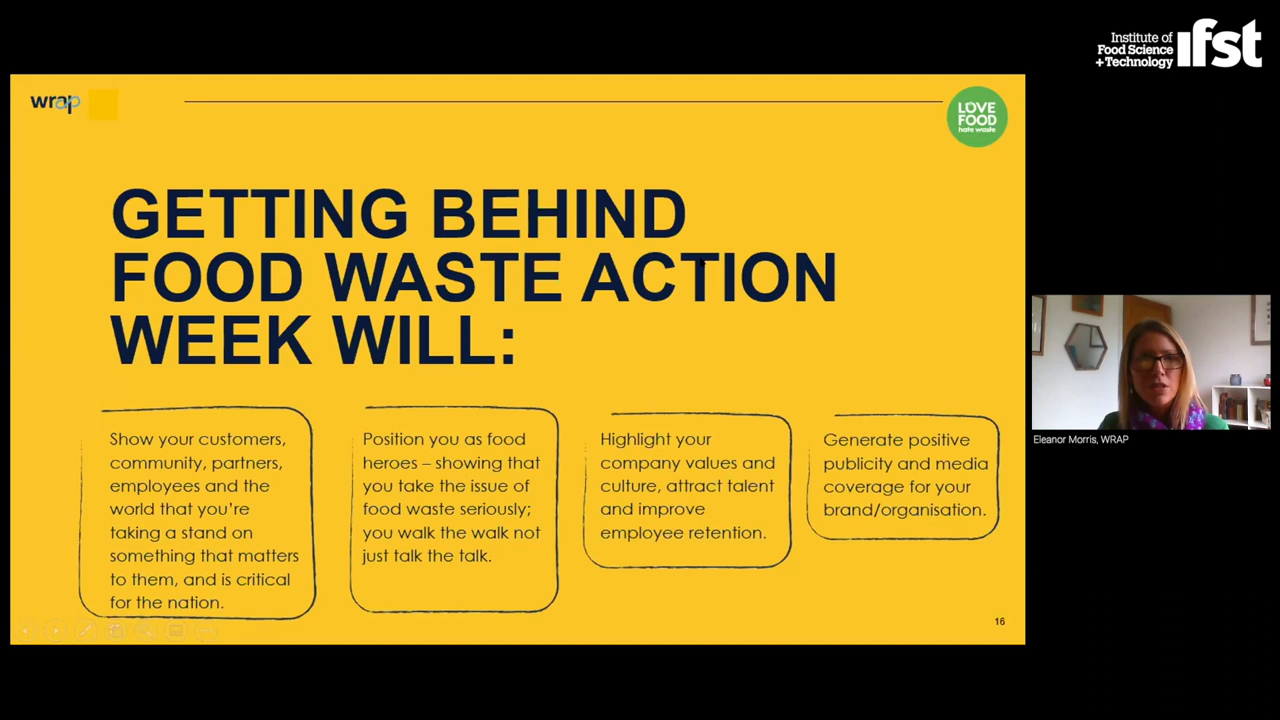 Institute of
Food Science
+Technology
ifst
wrap
LOVE
FOOD
hate waste
GETTING BEHIND
FOOD WASTE ACTION
WEEK WILL:
Show your customers,
community, partners,
employees and the
world that you're
taking a stand on
something that matters
to them, and is critical
for the nation.
Position you as food
heroes – showing that
you take the issue of
food waste seriously;
you walk the walk not
just talk the talk.
Highlight your
company values and
culture, attract talent
and improve
employee retention.
Generate positive
publicity and media
coverage for your
brand/organisation.
16
Eleanor Morris, WRAP